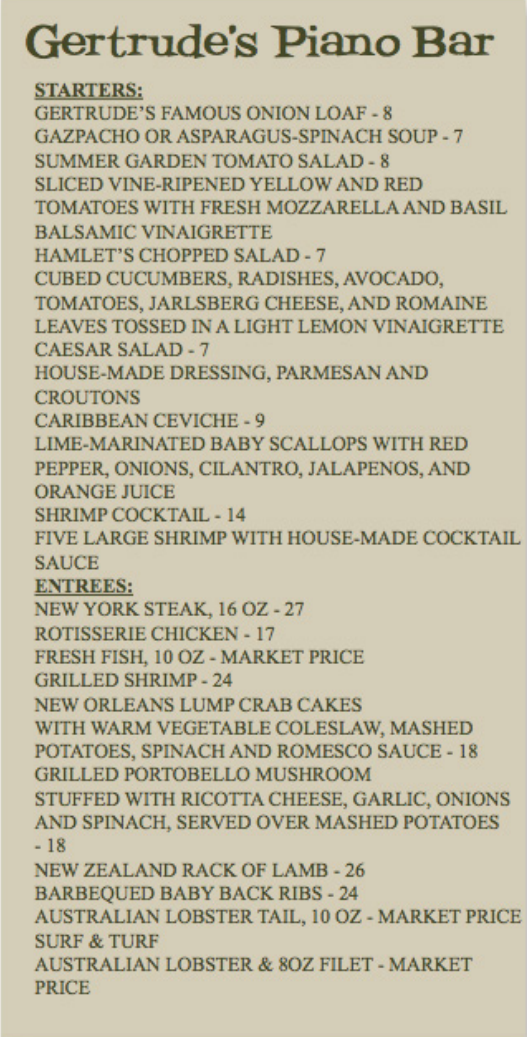 Gertrude's Piano Bar
STARTERS:
GERTRUDE'S FAMOUS ONION LOAF - 8
GAZPACHO OR ASPARAGUS-SPINACH SOUP - 7
SUMMER GARDEN TOMATO SALAD - 8
SLICED VINE-RIPENED YELLOW AND RED
TOMATOES WITH FRESH MOZZARELLA AND BASIL
BALSAMIC VINAIGRETTE
HAMLET'S CHOPPED SALAD - 7
CUBED CUCUMBERS, RADISHES, AVOCADO,
TOMATOES, JARLSBERG CHEESE, AND ROMAINE
LEAVES TOSSED IN A LIGHT LEMON VINAIGRETTE
CAESAR SALAD - 7
HOUSE-MADE DRESSING, PARMESAN AND
CROUTONS
CARIBBEAN CEVICHE - 9
LIME-MARINATED BABY SCALLOPS WITH RED
PEPPER, ONIONS, CILANTRO, JALAPENOS, AND
ORANGE JUICE
SHRIMP COCKTAIL - 14
FIVE LARGE SHRIMP WITH HOUSE-MADE COCKTAIL
SAUCE
ENTREES:
NEW YORK STEAK, 16 OZ - 27
ROTISSERIE CHICKEN - 17
FRESH FISH, 10 OZ - MARKET PRICE
GRILLED SHRIMP - 24
NEW ORLEANS LUMP CRAB CAKES
WITH WARM VEGETABLE COLESLAW, MASHED
POTATOES, SPINACH AND ROMESCO SAUCE - 18
GRILLED PORTOBELLO MUSHROOM
STUFFED WITH RICOTTA CHEESE, GARLIC, ONIONS
AND SPINACH, SERVED OVER MASHED POTATOES
- 18
NEW ZEALAND RACK OF LAMB - 26
BARBEQUED BABY BACK RIBS - 24
AUSTRALIAN LOBSTER TAIL, 10 OZ - MARKET PRICE
SURF & TURF
AUSTRALIAN LOBSTER & 8OZ FILET - MARKET
PRICE